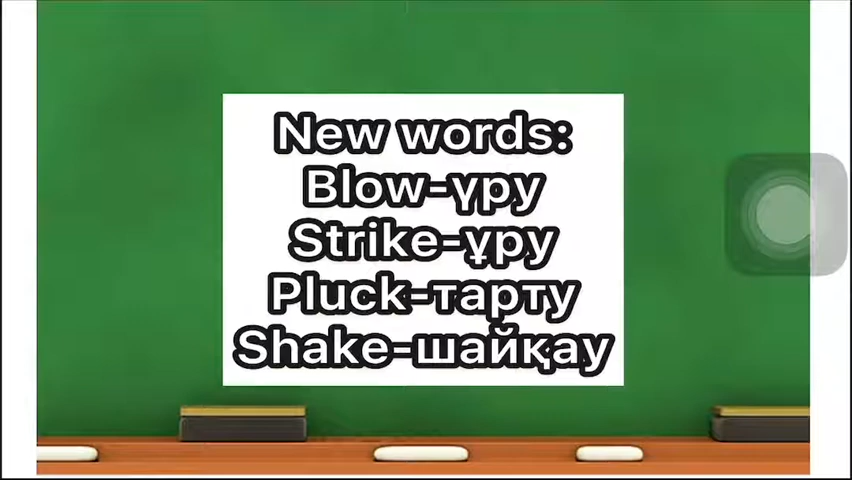 New words:
Blow-үру
Strike-ұру
Pluck-тарту
Shake-шайқау